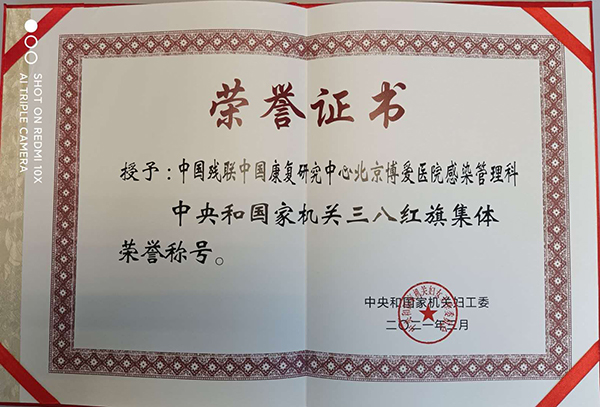 荣誉证书
授予：中国残联中国康复研究中心北京博爱医院感染管理科
中央和国家机关三八红旗集体
荣誉称号。
中央和国家机关妇工委
二〇二一年三月
SHOT ON REDMI 10X
AI TRIPLE CAMERA